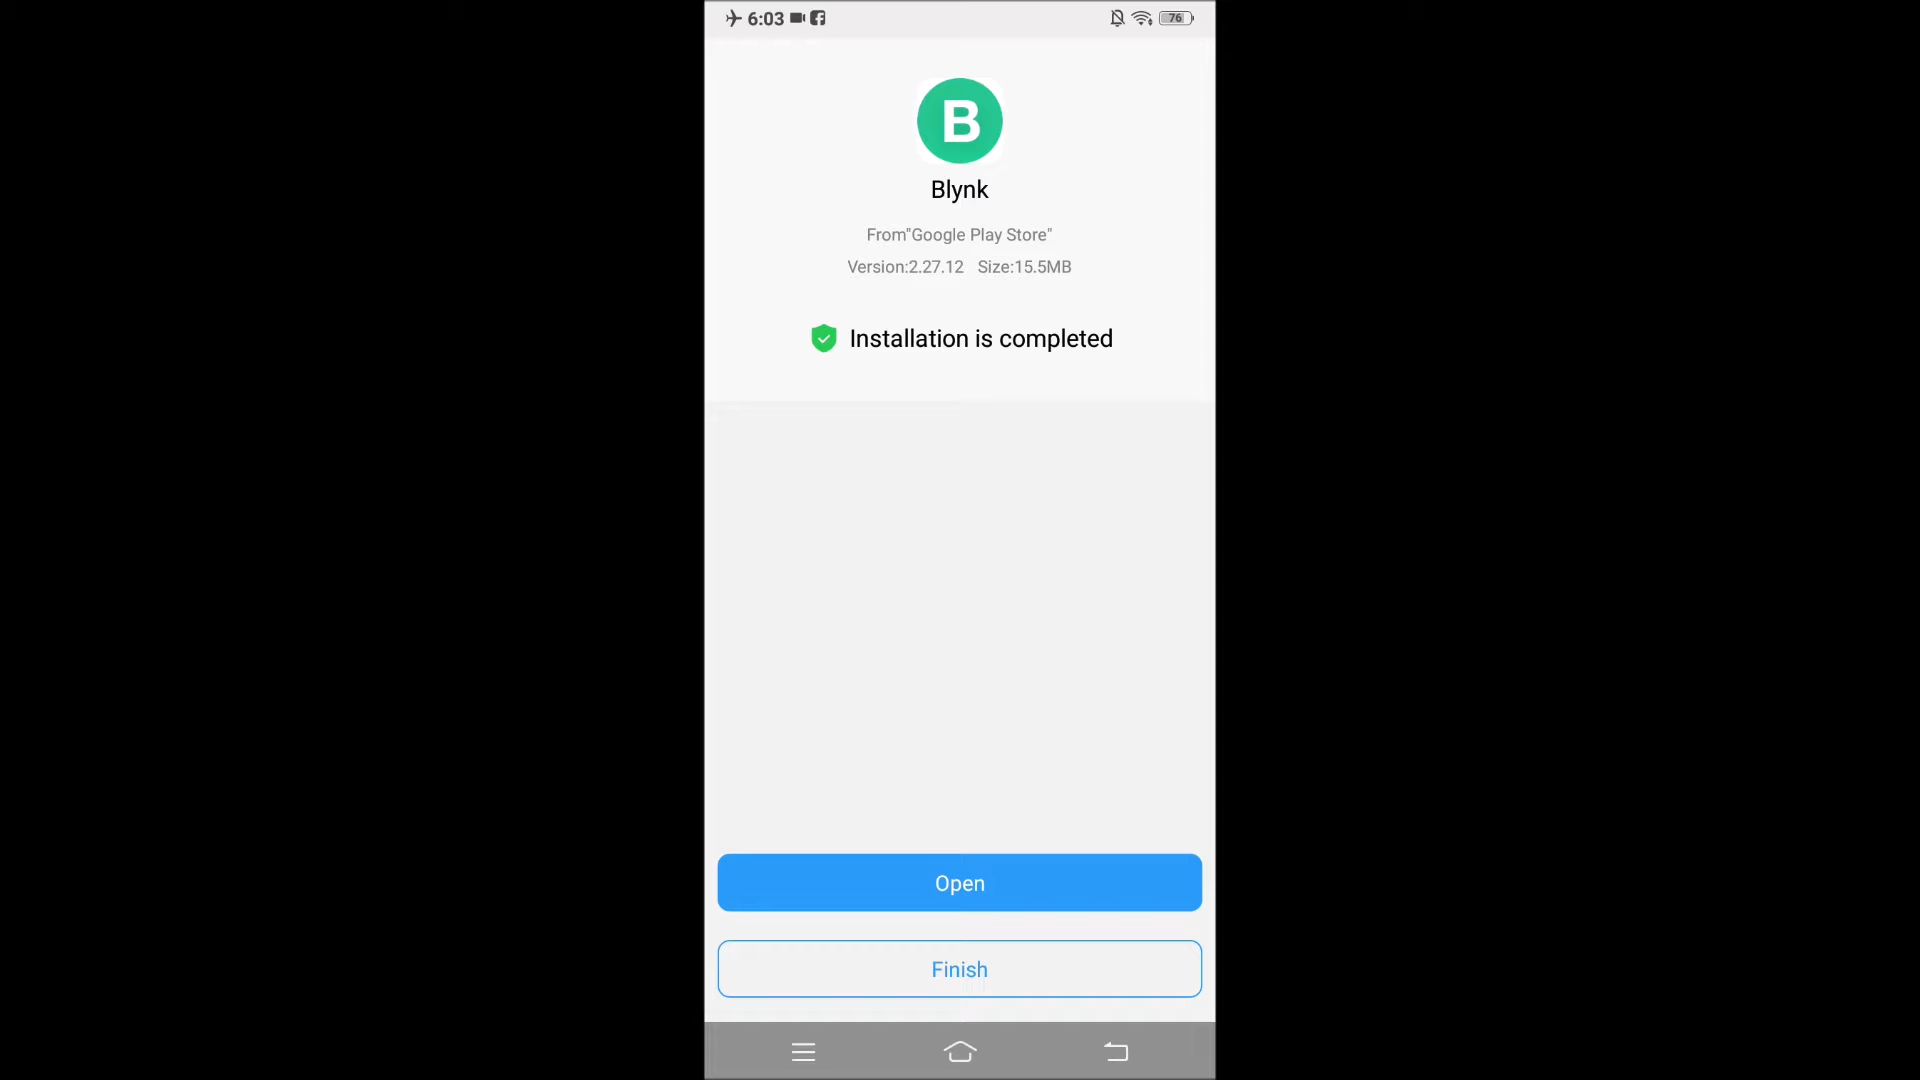 6:03
76
B
Blynk
From"Google Play Store"
Version:2.27.12 Size:15.5MB
Installation is completed
Open
Finish